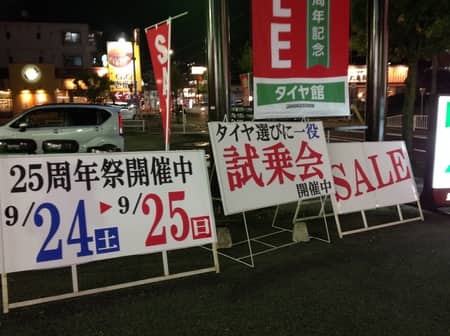 25周年祭開催中
9/24土▶9/25日
タイヤ選びに一役
試乗会
開催中
SALE
周年記念
LE
タイヤ館
SA